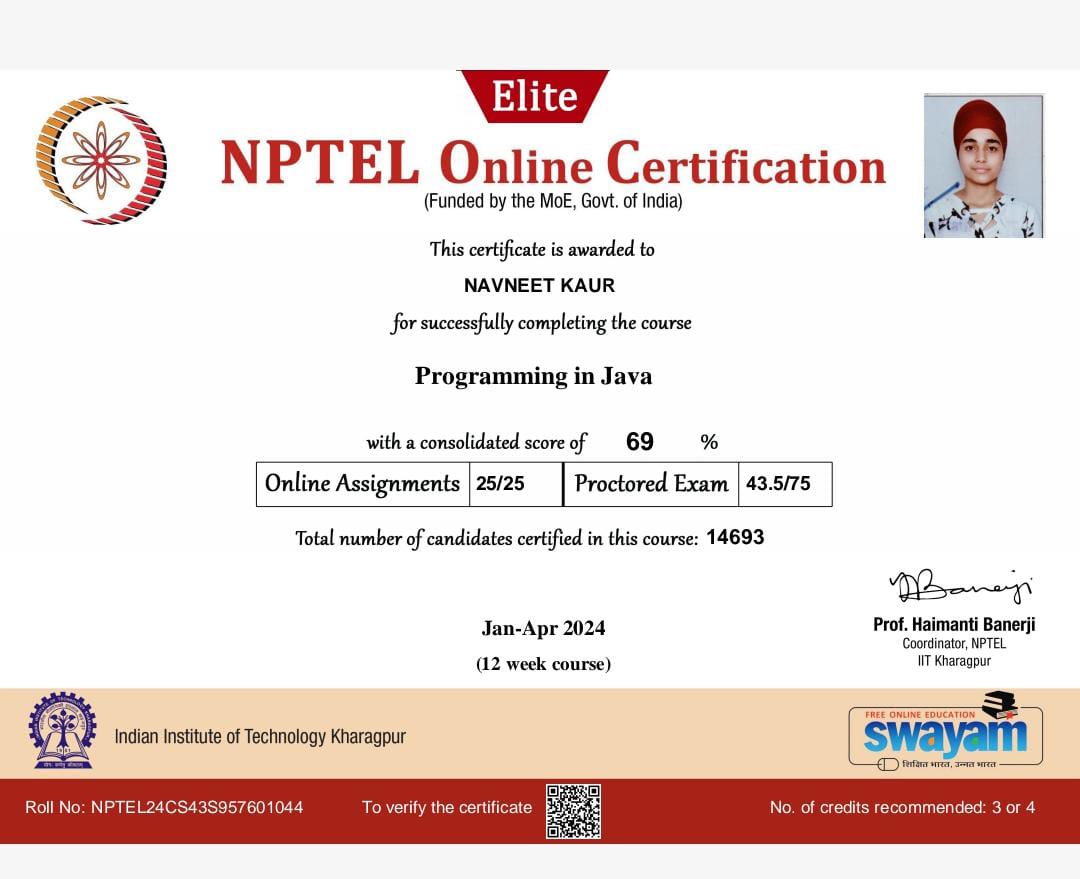 Elite
NPTEL Online Certification
(Funded by the MoE, Govt. of India)
This certificate is awarded to
NAVNEET KAUR
for successfully completing the course
Programming in Java
with a consolidated score of 69 %
Online Assignments 25/25 Proctored Exam 43.5/75
Total number of candidates certified in this course: 14693
Jan-Apr 2024
(12 week course)
Prof. Haimanti Banerji
Coordinator, NPTEL
IIT Kharagpur
Indian Institute of Technology Kharagpur
FREE ONLINE EDUCATION
swayam
शिक्षित भारत, उन्नत भारत
Roll No: NPTEL24CS43S957601044 To verify the certificate No. of credits recommended: 3 or 4